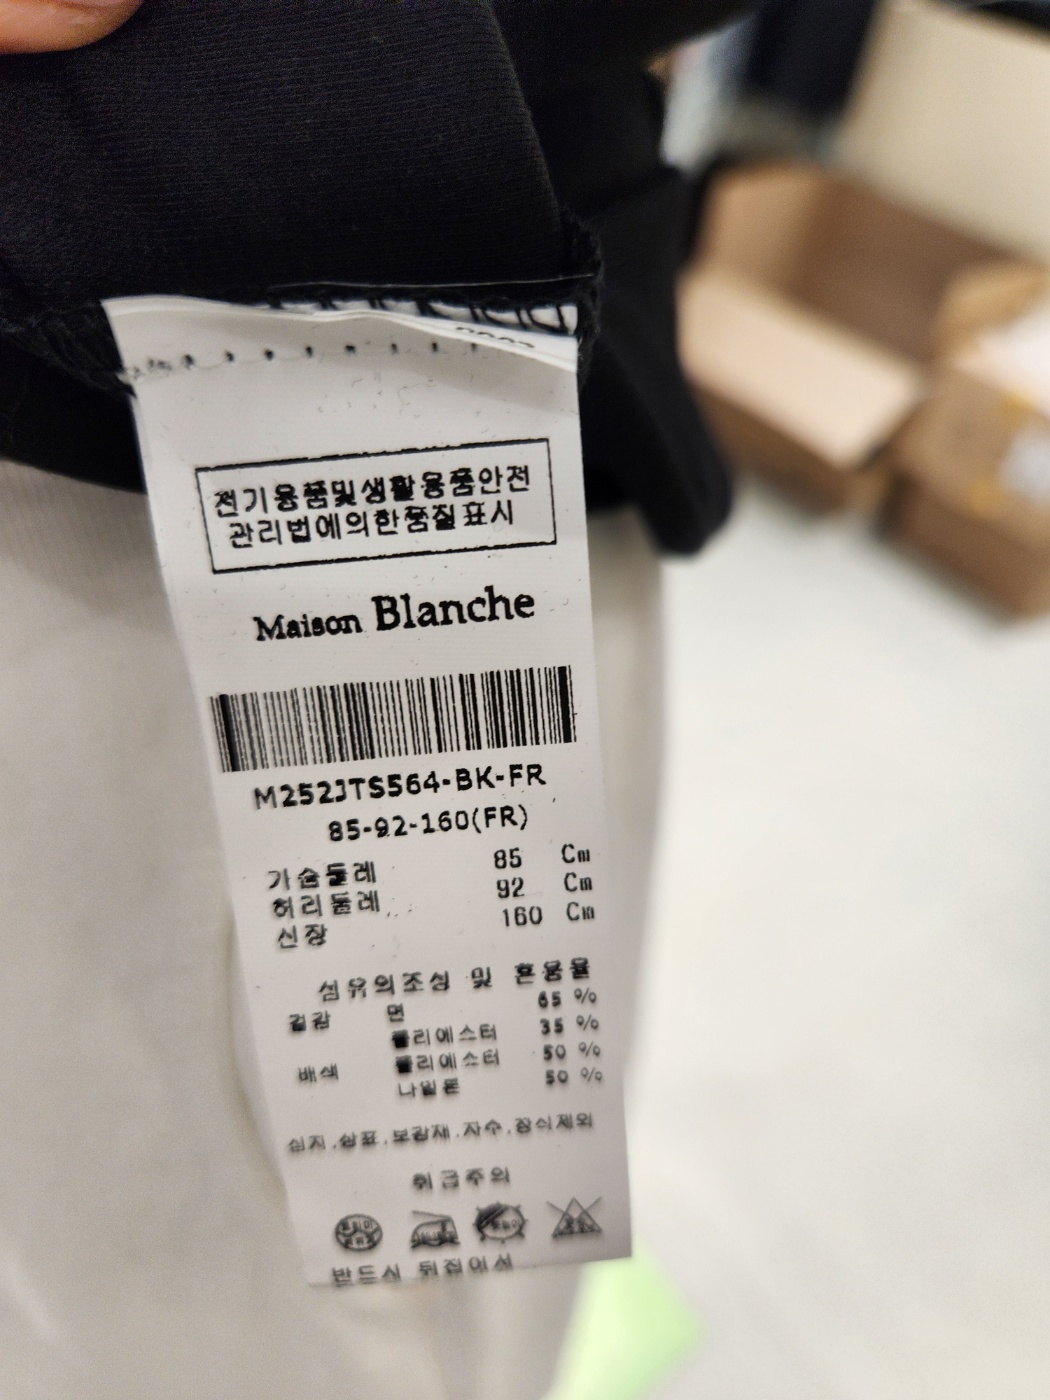 전기용품및생활용품안전
관리법에의한품질표시
Maison Blanche
M252JTS564-BK-FR
85-92-160(FR)
가슴둘레 85 Cm
허리둘레 92 Cm
신장 160 Cm
섬유의조성 및 혼용율
겉감 면 65 %
폴리에스터 35 %
배색 폴리에스터 50 %
나일론 50 %
심지,상표,보강재,자수,장식제외
취급주의
반드시 뒤집어서